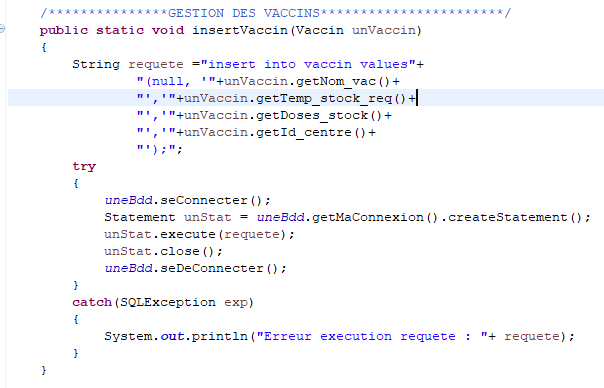 /***************GESTION DES VACCINS***********************/
public static void insertVaccin(Vaccin unVaccin)
{
String requete ="insert into vaccin values"+
"(null, '"+unVaccin.getNom_vac()+
"','"+unVaccin.getTemp_stock_req()+
"','"+unVaccin.getDoses_stock()+
"','"+unVaccin.getId_centre()+
"');";
try
{
uneBdd.seConnecter();
Statement unStat = uneBdd.getMaConnexion().createStatement();
unStat.execute(requete);
unStat.close();
uneBdd.seDeConnecter();
}
catch(SQLException exp)
{
System.out.println("Erreur execution requete : "+ requete);
}
}